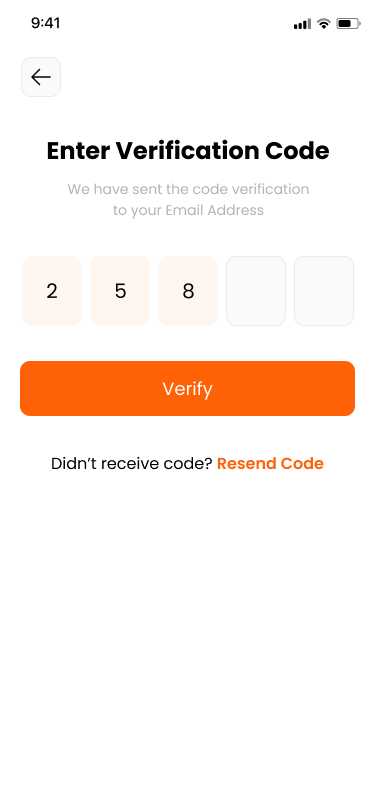 9:41
Enter Verification Code
We have sent the code verification
to your Email Address
2 5 8
Verify
Didn’t receive code? Resend Code